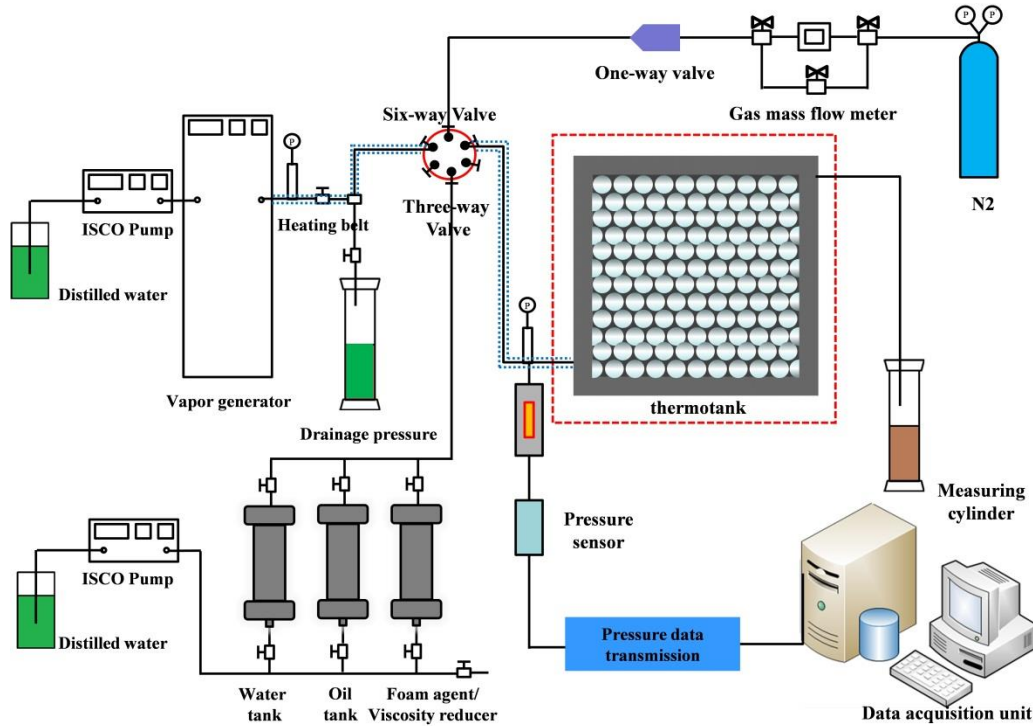 P
P
One-way valve
Gas mass flow meter
N2
Six-way Valve
P
ISCO Pump
Heating belt
Three-way
Valve
Distilled water
Vapor generator
P
thermotank
Drainage pressure
Measuring
cylinder
Pressure
sensor
ISCO Pump
Distilled water
Pressure data
transmission
Water
tank
Oil
tank
Foam agent/
Viscosity reducer
Data acquisition unit